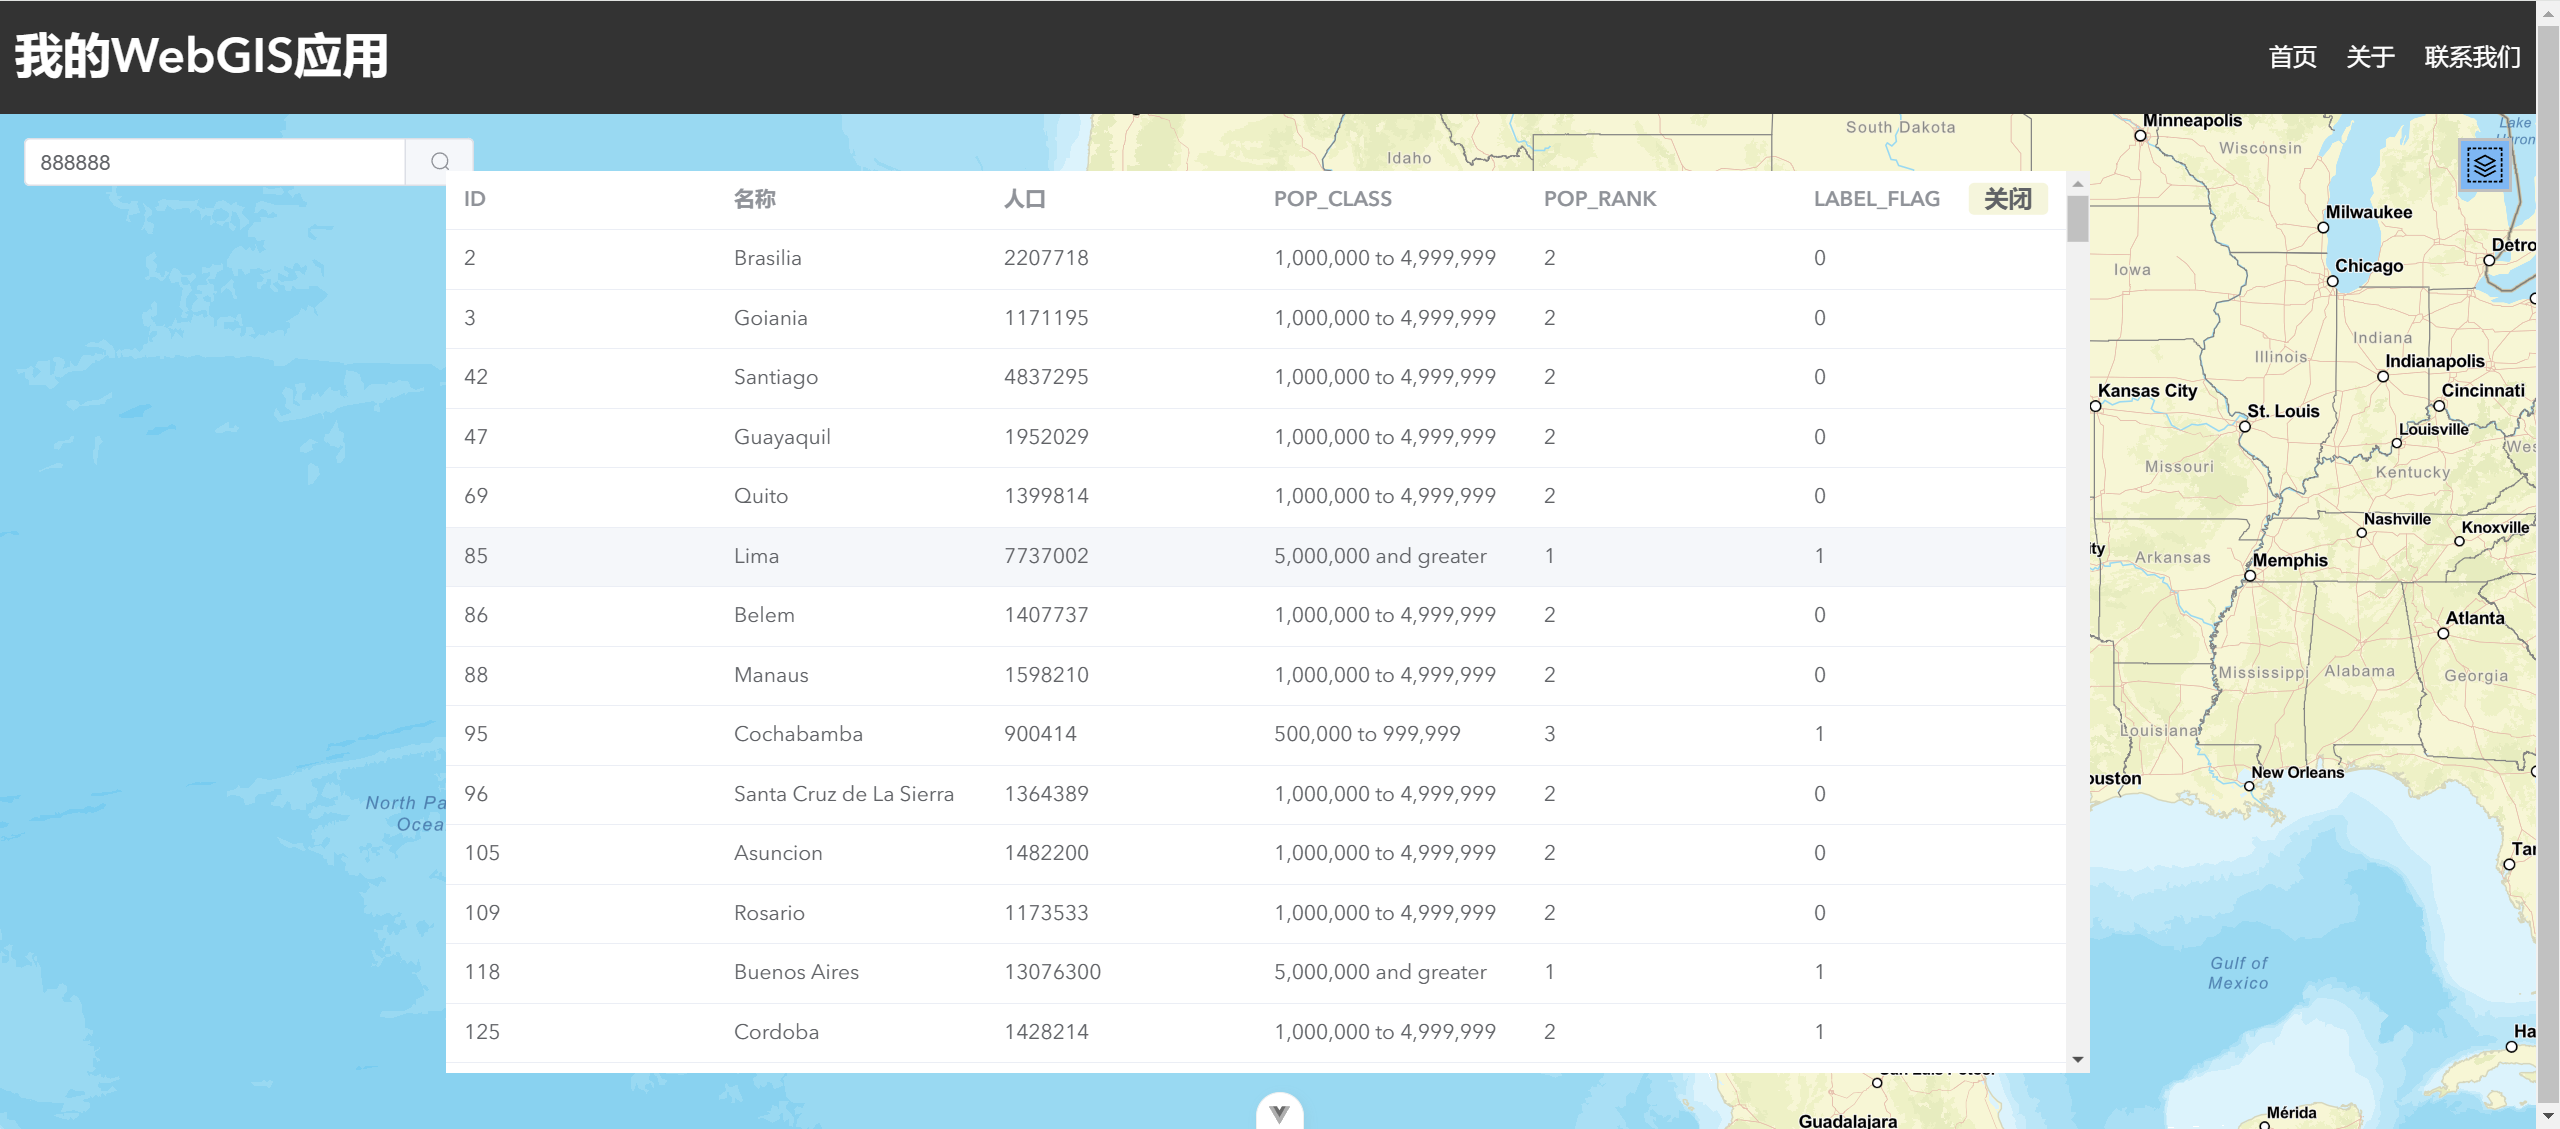 我的WebGIS应用
首页 关于 联系我们
888888
ID 名称 人口 POP_CLASS POP_RANK LABEL_FLAG 关闭
2 Brasilia 2207718 1,000,000 to 4,999,999 2 0
3 Goiania 1171195 1,000,000 to 4,999,999 2 0
42 Santiago 4837295 1,000,000 to 4,999,999 2 0
47 Guayaquil 1952029 1,000,000 to 4,999,999 2 0
69 Quito 1399814 1,000,000 to 4,999,999 2 0
85 Lima 7737002 5,000,000 and greater 1 1
86 Belem 1407737 1,000,000 to 4,999,999 2 0
88 Manaus 1598210 1,000,000 to 4,999,999 2 0
95 Cochabamba 900414 500,000 to 999,999 3 1
96 Santa Cruz de La Sierra 1364389 1,000,000 to 4,999,999 2 0
105 Asuncion 1482200 1,000,000 to 4,999,999 2 0
109 Rosario 1173533 1,000,000 to 4,999,999 2 0
118 Buenos Aires 13076300 5,000,000 and greater 1 1
125 Cordoba 1428214 1,000,000 to 4,999,999 2 1
Idaho
South Dakota
Minneapolis
Wisconsin
Lake
Milwaukee
Detro
Chicago
Iowa
Indiana
Illinois
Indianapolis
Kansas City
Cincinnati
St. Louis
Louisville
Wes
Missouri
Kentucky
Nashville
Knoxville
ity
Arkansas
Memphis
Atlanta
Mississippi
Alabama
Georgia
Louisiana
ouston
New Orleans
North Pa
Ocea
Tar
Gulf of
Mexico
Ha
Guadalajara
Mérida